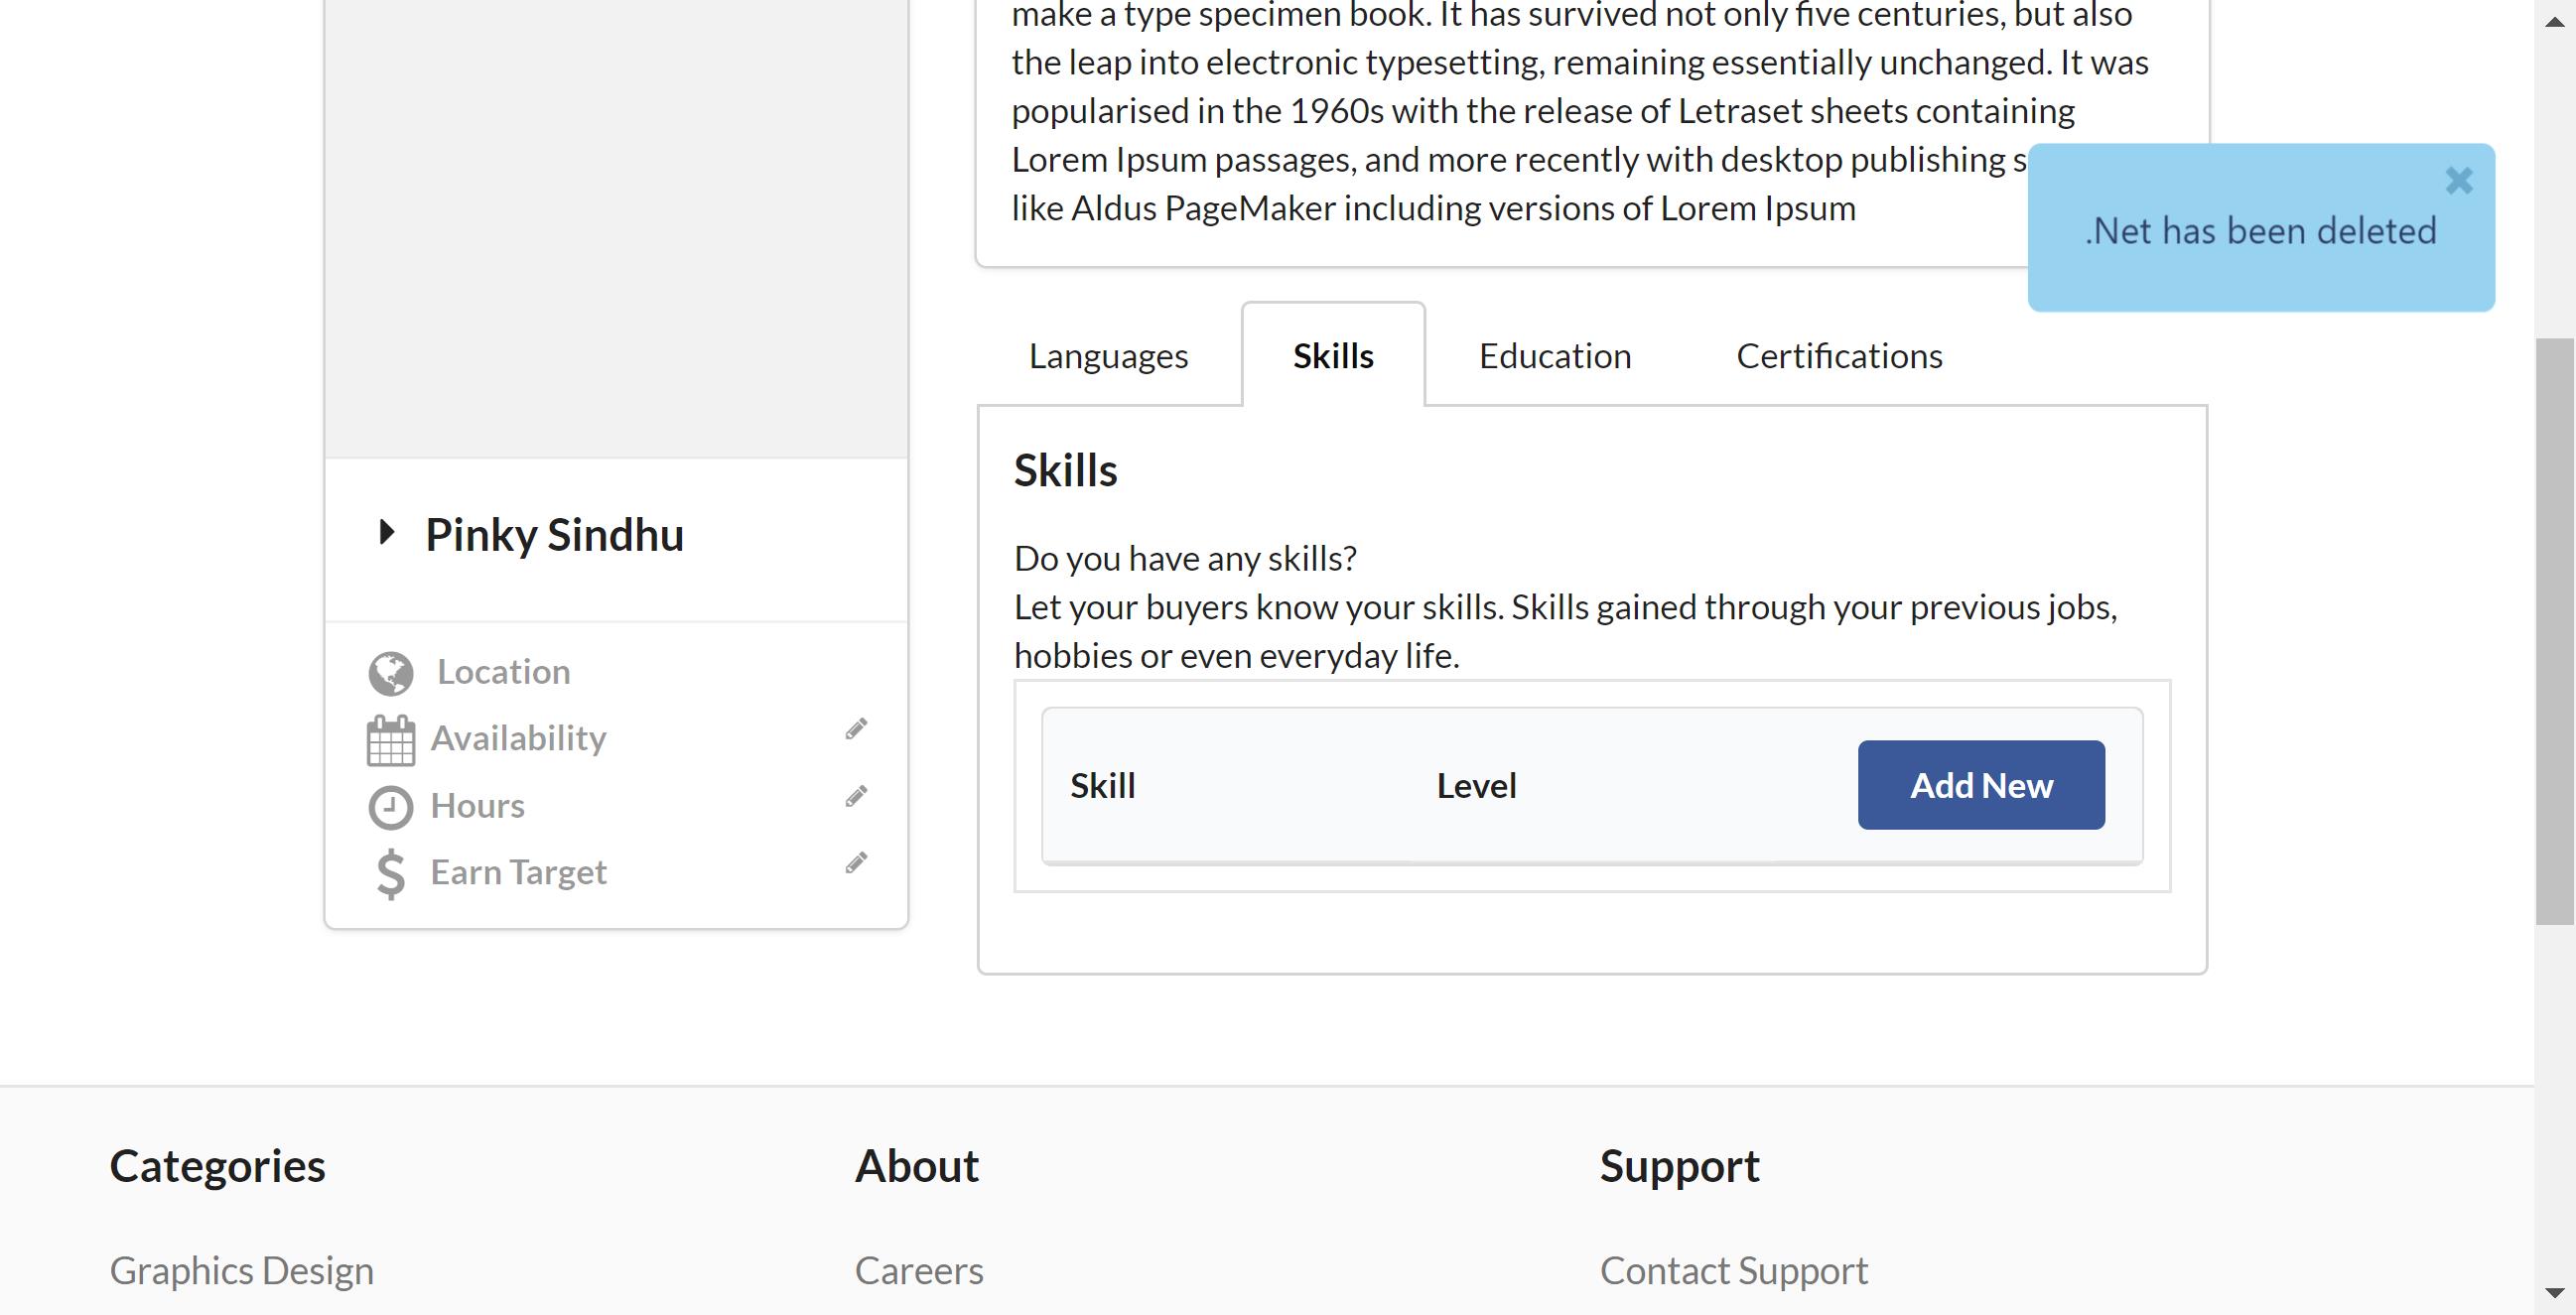 make a type specimen book. It has survived not only five centuries, but also
the leap into electronic typesetting, remaining essentially unchanged. It was
popularised in the 1960s with the release of Letraset sheets containing
Lorem Ipsum passages, and more recently with desktop publishing s
like Aldus PageMaker including versions of Lorem Ipsum
.Net has been deleted
Languages
Skills
Education
Certifications
Skills
Do you have any skills?
Let your buyers know your skills. Skills gained through your previous jobs,
hobbies or even everyday life.
Skill
Level
Add New
Pinky Sindhu
Location
Availability
Hours
Earn Target
Categories
About
Support
Graphics Design
Careers
Contact Support